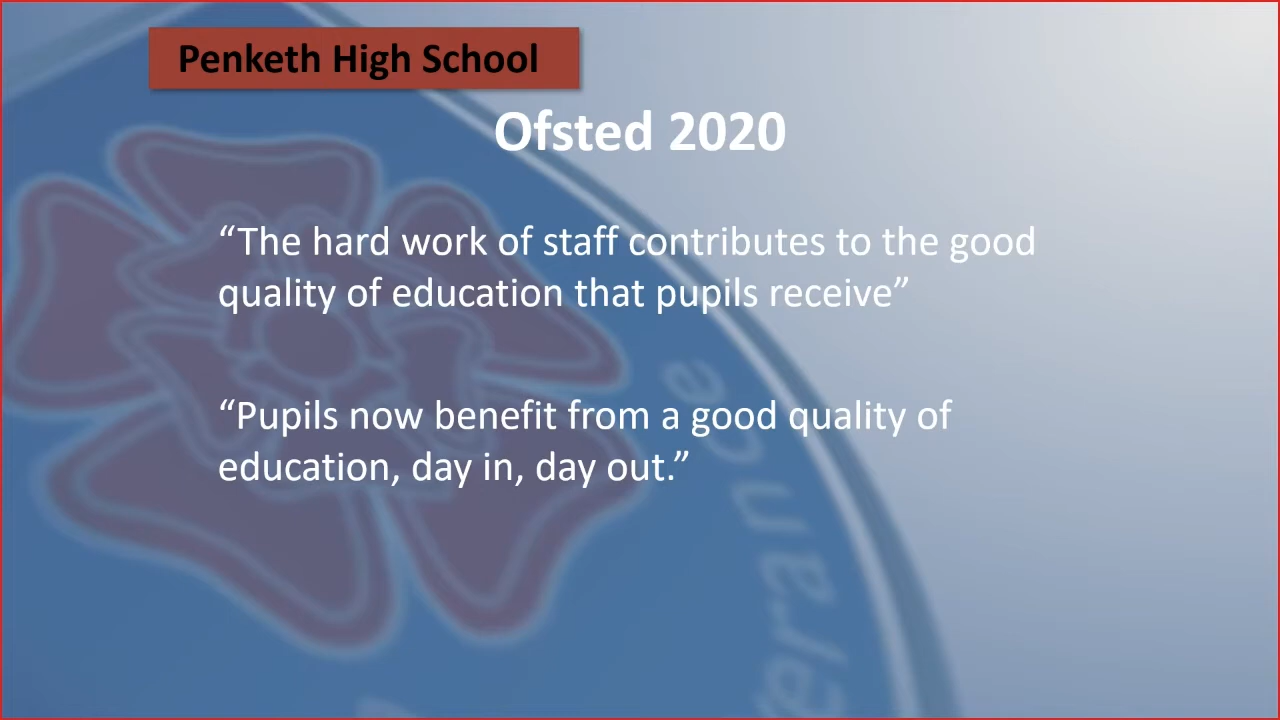 Penketh High School
Ofsted 2020
“The hard work of staff contributes to the good
quality of education that pupils receive”
“Pupils now benefit from a good quality of
education, day in, day out.”